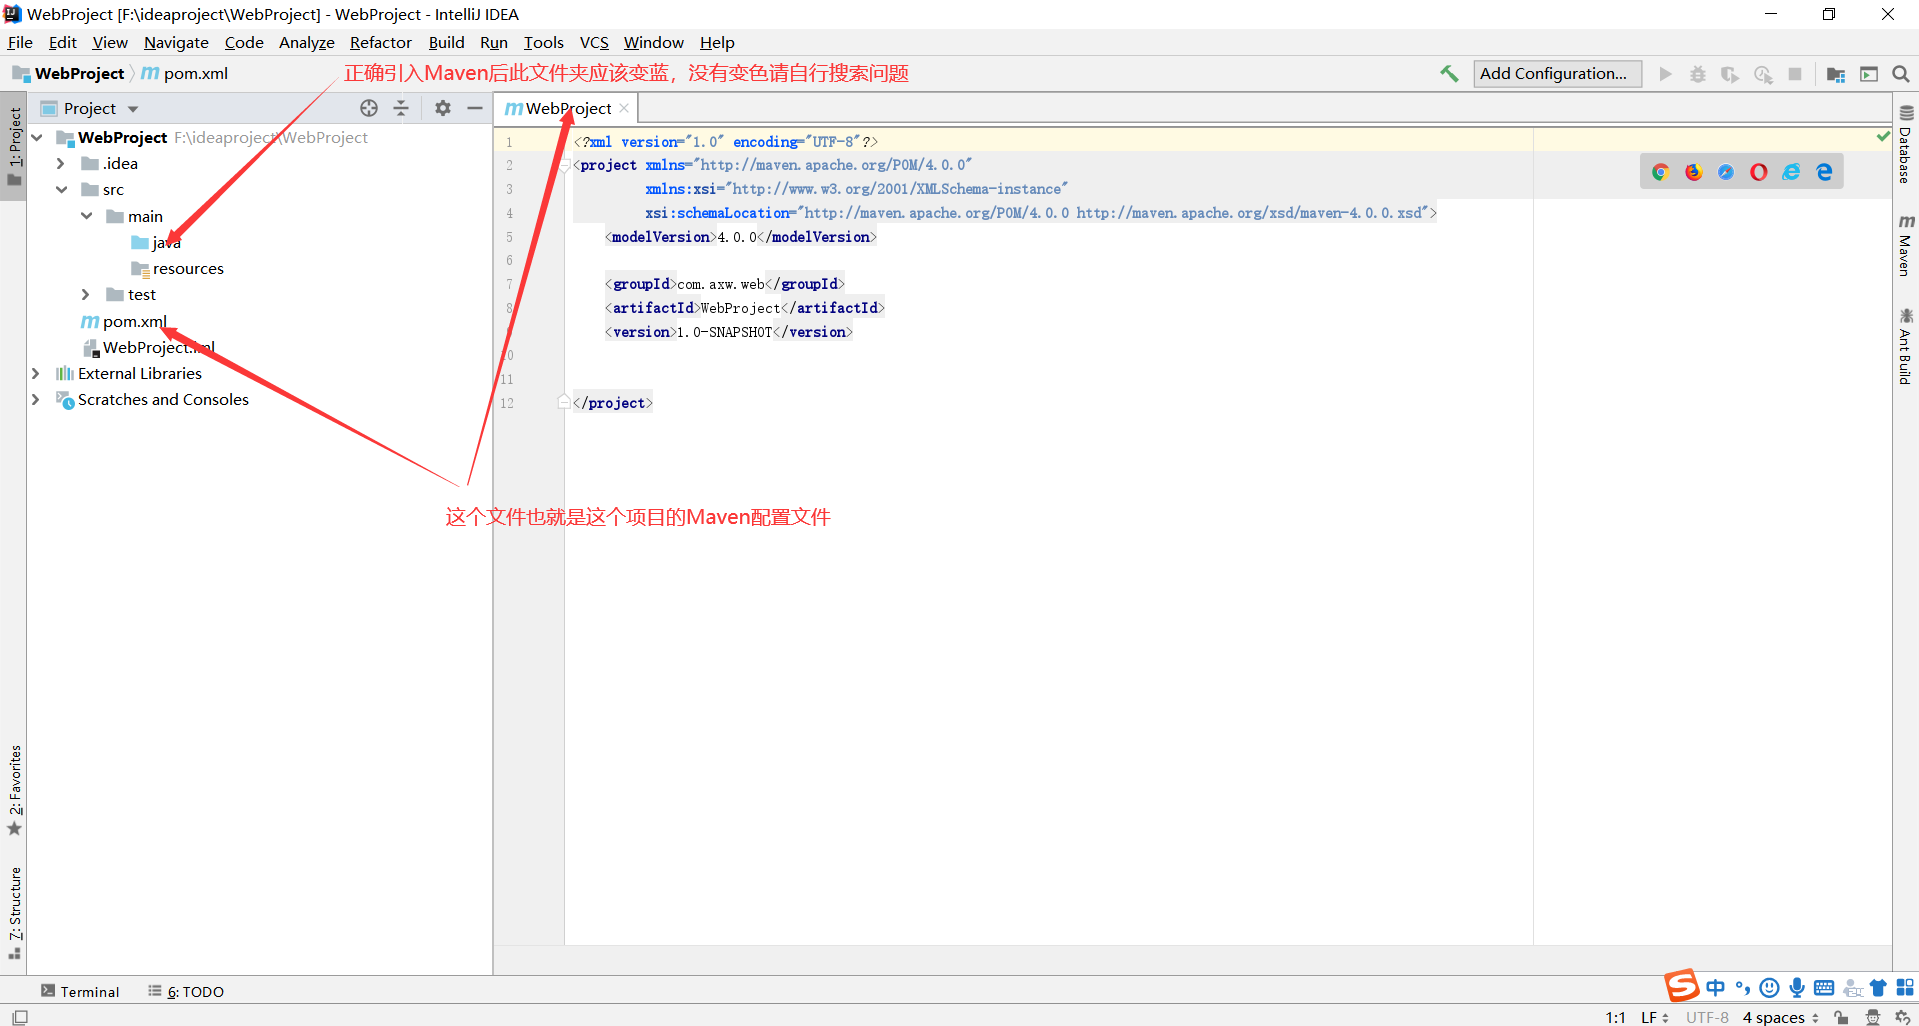 WebProject [F:\ideaproject\WebProject] - WebProject - IntelliJ IDEA
File Edit View Navigate Code Analyze Refactor Build Run Tools VCS Window Help
WebProject pom.xml
正确引入Maven后此文件夹应该变蓝，没有变色请自行搜索问题
Add Configuration...
Project
WebProject
1: Project
WebProject F:\ideaproject\WebProject
.idea
src
main
java
resources
test
pom.xml
WebProject.iml
External Libraries
Scratches and Consoles
1 <?xml version="1.0" encoding="UTF-8"?>
2 <project xmlns="http://maven.apache.org/POM/4.0.0"
3 xmlns:xsi="http://www.w3.org/2001/XMLSchema-instance"
4 xsi:schemaLocation="http://maven.apache.org/POM/4.0.0 http://maven.apache.org/xsd/maven-4.0.0.xsd">
5 <modelVersion>4.0.0</modelVersion>
6
7 <groupId>com.axw.web</groupId>
8 <artifactId>WebProject</artifactId>
9 <version>1.0-SNAPSHOT</version>
10
11
12 </project>
这个文件也就是这个项目的Maven配置文件
Database
Maven
Ant Build
2: Favorites
7: Structure
Terminal 6: TODO
中
1:1 LF UTF-8 4 spaces